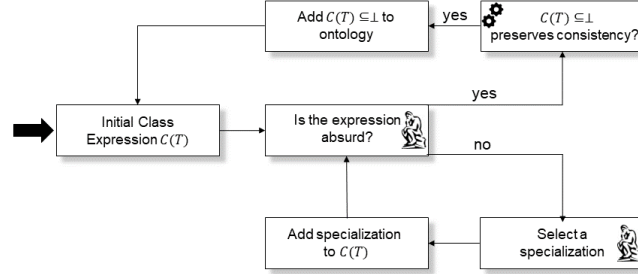 Add C(T) ⊆⊥ to
ontology
yes
C(T) ⊆⊥
preserves consistency?
yes
Initial Class
Expression C(T)
Is the expression
absurd?
no
Add specialization
to C(T)
Select a
specialization